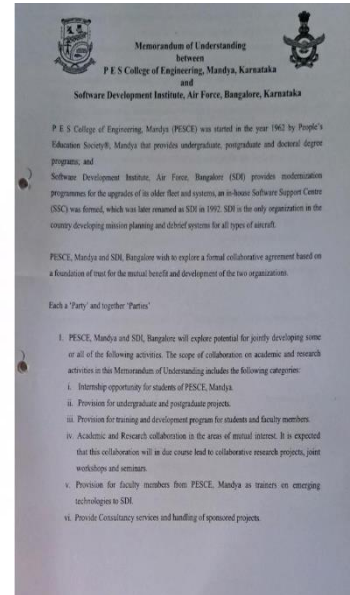 Memorandum of Understanding
between
P E S College of Engineering, Mandya, Karnataka
and
Software Development Institute, Air Force, Bangalore, Karnataka
P E S College of Engineering, Mandya (PESCE) was started in the year 1962 by People's
Education Society®, Mandya that provides undergraduate, postgraduate and doctoral degree
programs; and
Software Development Institute, Air Force, Bangalore (SDI) provides modernization
programmes for the upgrades of its older fleet and systems, an in-house Software Support Centre
(SSC) was formed, which was later renamed as SDI in 1992. SDI is the only organization in the
country developing mission planning and debrief systems for all types of aircraft.
PESCE, Mandya and SDI, Bangalore wish to explore a formal collaborative agreement based on
a foundation of trust for the mutual benefit and development of the two organizations.
Each a 'Party' and together 'Parties'
1. PESCE, Mandya and SDI, Bangalore will explore potential for jointly developing some
or all of the following activities. The scope of collaboration on academic and research
activities in this Memorandum of Understanding includes the following categories:
i. Internship opportunity for students of PESCE, Mandya.
ii. Provision for undergraduate and postgraduate projects.
iii. Provision for training and development program for students and faculty members.
iv. Academic and Research collaboration in the areas of mutual interest. It is expected
that this collaboration will in due course lead to collaborative research projects, joint
workshops and seminars.
v. Provision for faculty members from PESCE, Mandya as trainers on emerging
technologies to SDI.
vi. Provide Consultancy services and handling of sponsored projects.